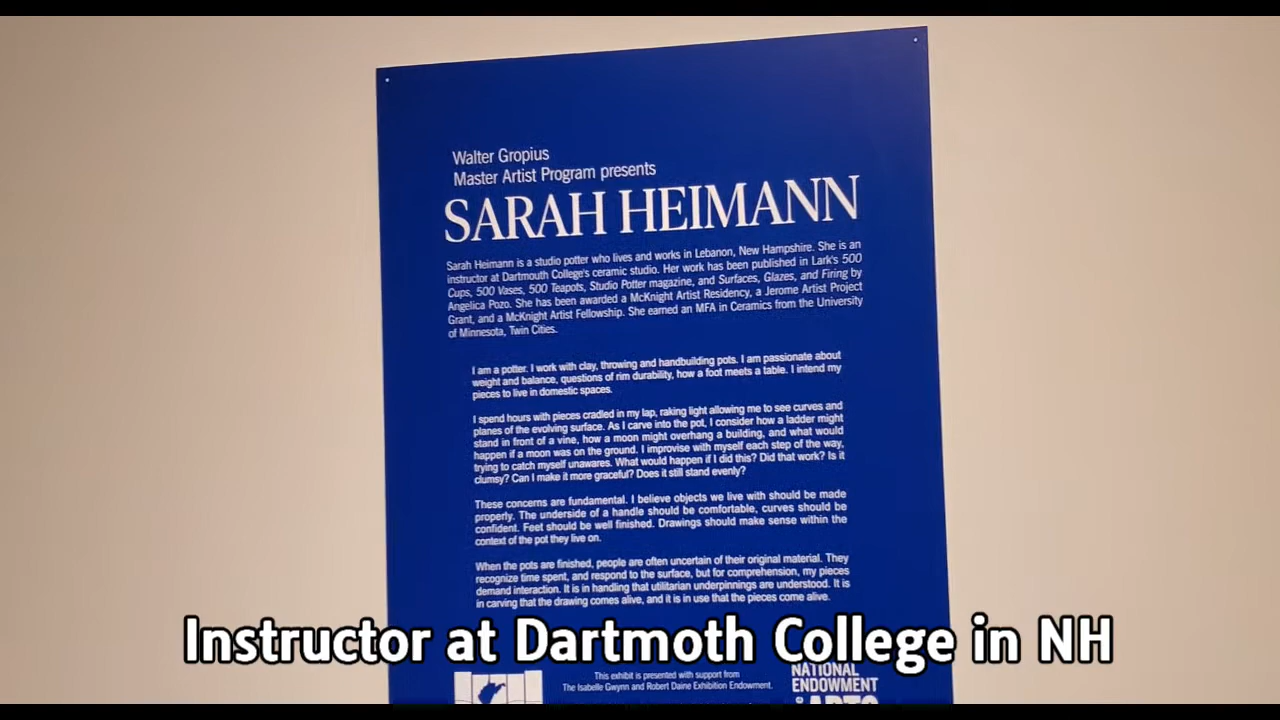 Walter Gropius
Master Artist Program presents
SARAH HEIMANN
Sarah Heimann is a studio potter who lives and works in Lebanon, New Hampshire. She is an
instructor at Dartmouth College's ceramic studio. Her work has been published in Lark's 500
Cups, 500 Vases, 500 Teapots, Studio Potter magazine, and Surfaces, Glazes, and Firing by
Angelica Pozo. She has been awarded a McKnight Artist Residency, a Jerome Artist Project
Grant, and a McKnight Artist Fellowship. She earned an MFA in Ceramics from the University
of Minnesota, Twin Cities.
I am a potter. I work with clay, throwing and handbuilding pots. I am passionate about
weight and balance, questions of rim durability, how a foot meets a table. I intend my
pieces to live in domestic spaces.
I spend hours with pieces cradled in my lap, raking light allowing me to see curves and
planes of the evolving surface. As I carve into the pot, I consider how a ladder might
stand in front of a vine, how a moon might overhang a building, and what would
happen if a moon was on the ground. I improvise with myself each step of the way,
trying to catch myself unawares. What would happen if I did this? Did that work? Is it
clumsy? Can I make it more graceful? Does it still stand evenly?
These concerns are fundamental. I believe objects we live with should be made
properly. The underside of a handle should be comfortable, curves should be
confident. Feet should be well finished. Drawings should make sense within the
context of the pot they live on.
When the pots are finished, people are often uncertain of their original material. They
recognize time spent, and respond to the surface, but for comprehension, my pieces
demand interaction. It is in handling that utilitarian underpinnings are understood. It is
in carving that the drawing comes alive, and it is in use that the pieces come alive.
Instructor at Dartmoth College in NH
This exhibit is presented with support from
The Isabelle Gwynn and Robert Daine Exhibition Endowment.
NATIONAL
ENDOWMENT
ARTS